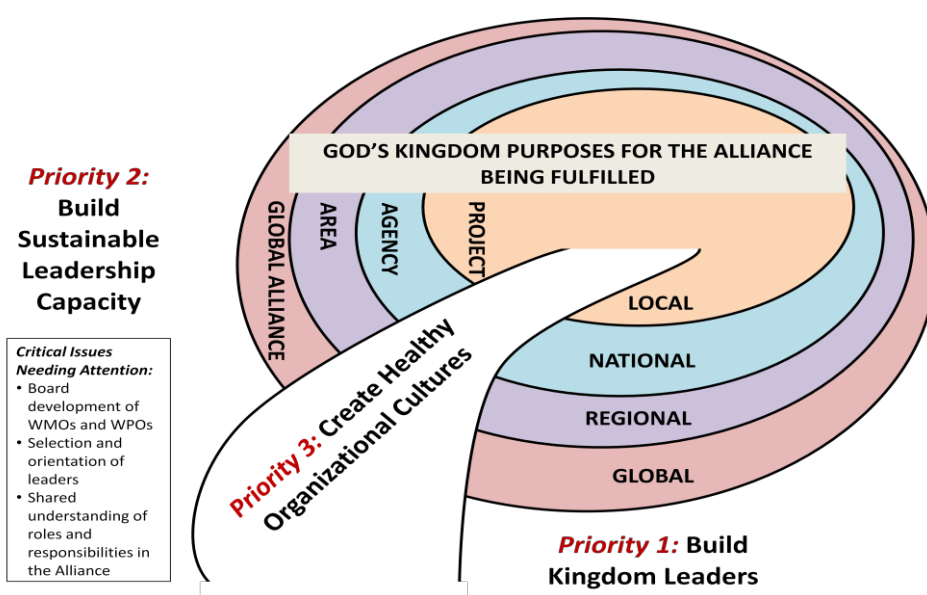 GOD'S KINGDOM PURPOSES FOR THE ALLIANCE
BEING FULFILLED
Priority 2:
Build
Sustainable
Leadership
Capacity
Critical Issues
Needing Attention:
• Board
development of
WMOs and WPOs
• Selection and
orientation of
leaders
• Shared
understanding of
roles and
responsibilities in
the Alliance
GLOBAL ALLIANCE
AREA
AGENCY
PROJECT
LOCAL
NATIONAL
REGIONAL
GLOBAL
Priority 3: Create Healthy
Organizational Cultures
Priority 1: Build
Kingdom Leaders